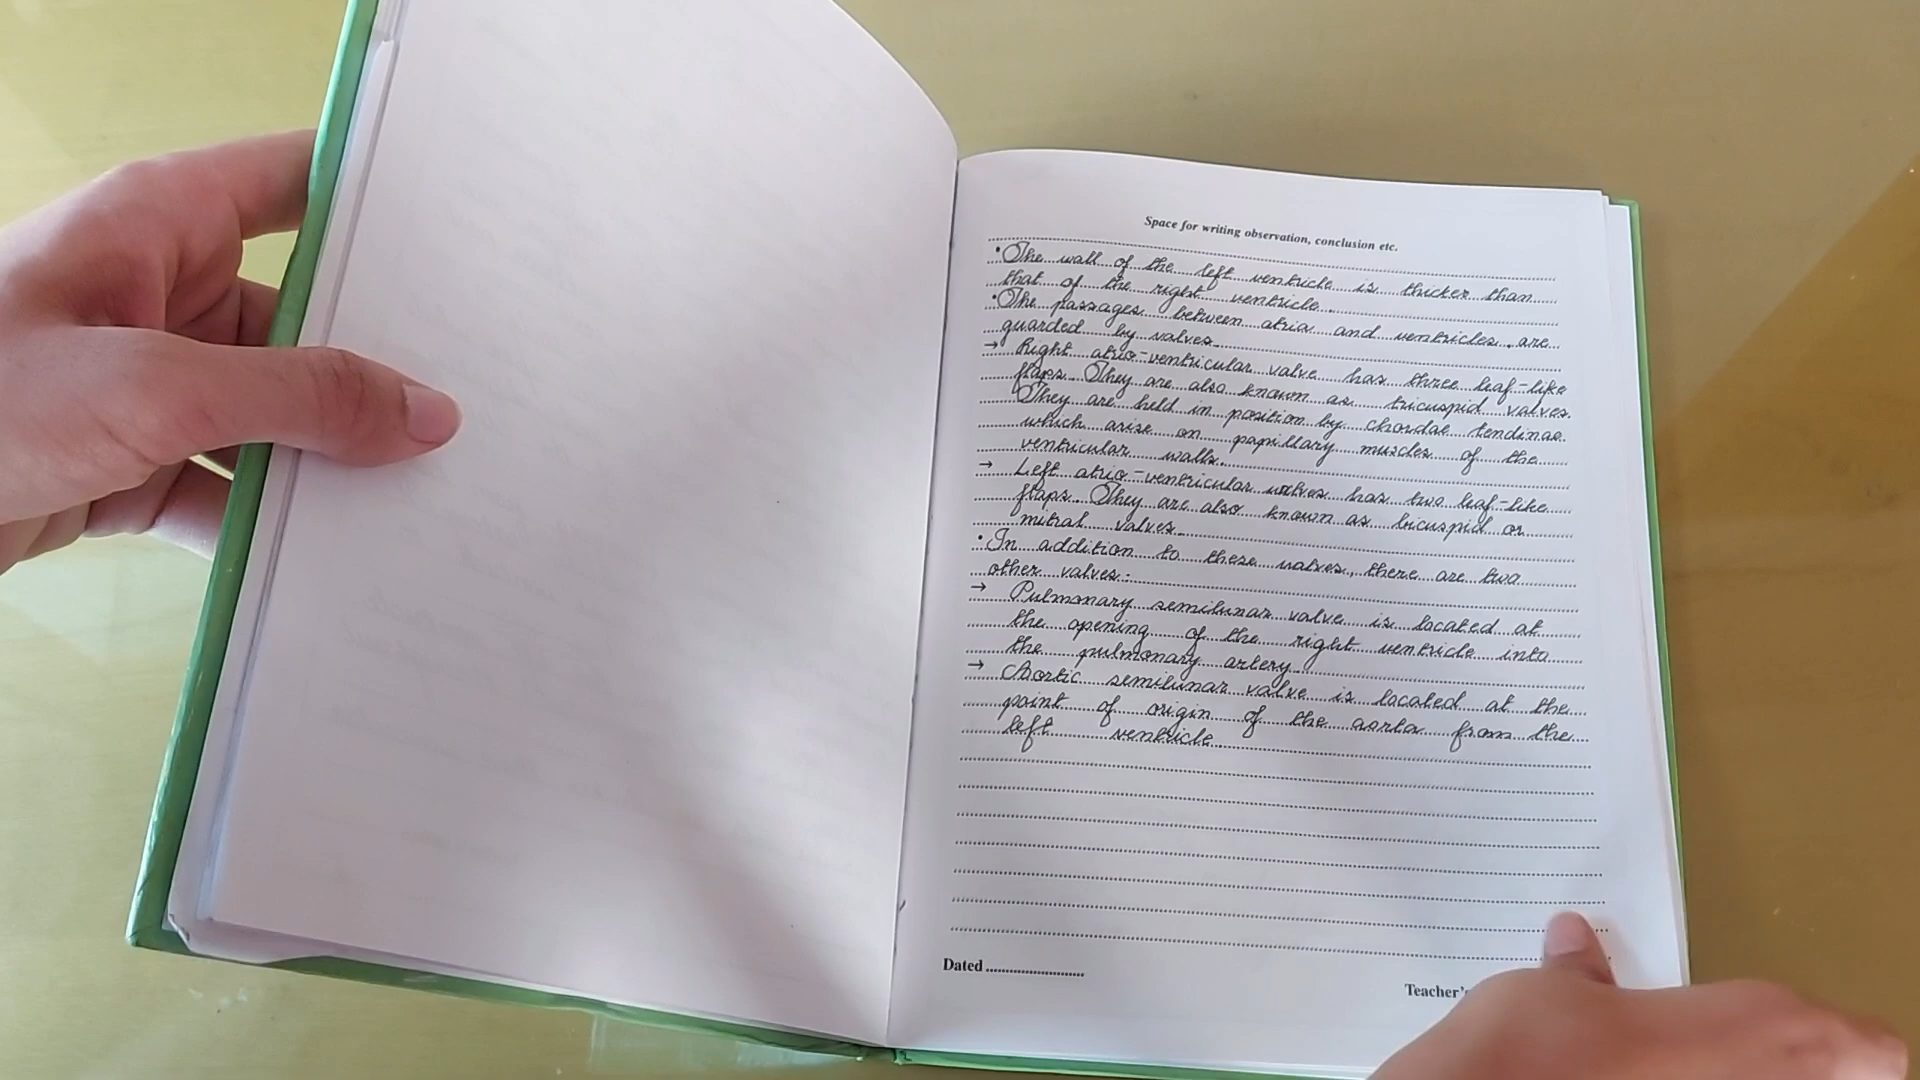 Space for writing observation, conclusion etc.
• The wall of the left ventricle is thicker than
that of the right ventricle.
• The passages between atria and ventricles are
guarded by valves.
→ Right atrio-ventricular valve has three leaf-like
flaps. They are also known as tricuspid valves.
They are held in position by chordae tendinae
which arise on papillary muscles of the
ventricular walls.
→ Left atrio-ventricular valves has two leaf-like
flaps. They are also known as bicuspid or
mitral valves.
• In addition to these valves, there are two
other valves:
→ Pulmonary semilunar valve is located at
the opening of the right ventricle into
the pulmonary artery.
→ Aortic semilunar valve is located at the
point of origin of the aorta from the
left ventricle.
Dated
Teacher's